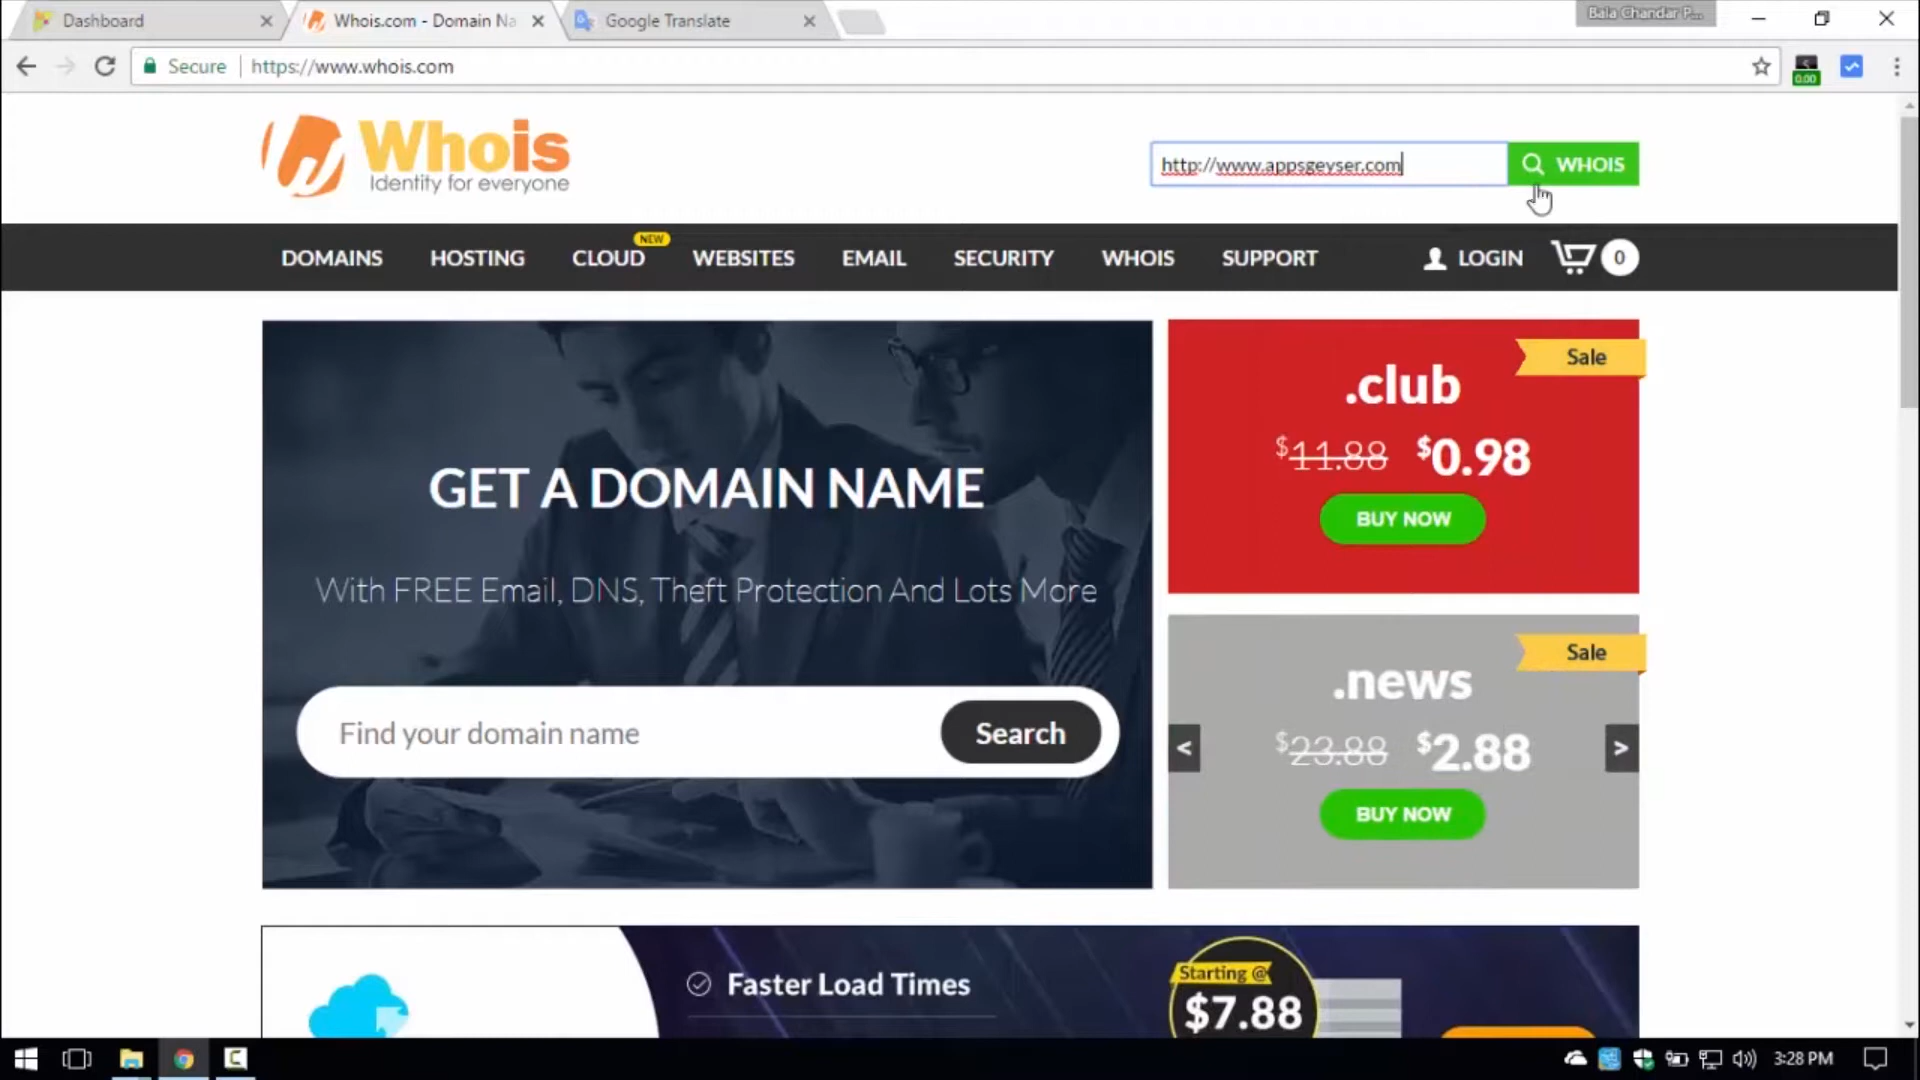 Dashboard
Whois.com - Domain Na
Google Translate
Bala Chandar P...
Secure
https://www.whois.com
0.00
Whois
Identity for everyone
http://www.appsgeyser.com
WHOIS
DOMAINS
HOSTING
CLOUD
NEW
WEBSITES
EMAIL
SECURITY
WHOIS
SUPPORT
LOGIN
0
GET A DOMAIN NAME
With FREE Email, DNS, Theft Protection And Lots More
Find your domain name
Search
Sale
.club
$11.88 $0.98
BUY NOW
Sale
.news
<
$23.88 $2.88
>
BUY NOW
Faster Load Times
Starting @
$7.88
3:28 PM